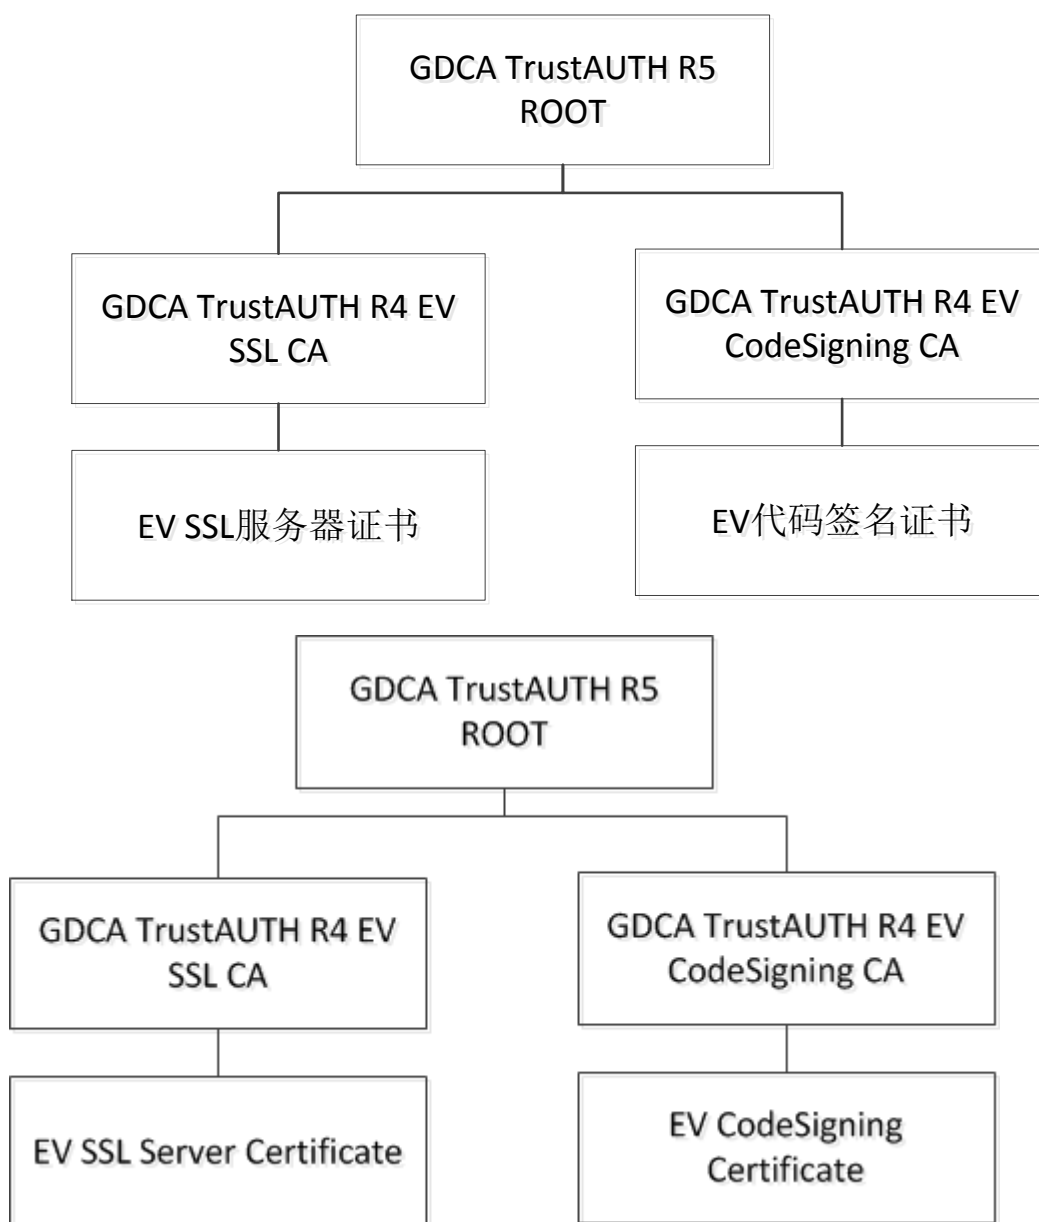 GDCA TrustAUTH R5
ROOT
GDCA TrustAUTH R4 EV
SSL CA
GDCA TrustAUTH R4 EV
CodeSigning CA
EV SSL服务器证书
EV代码签名证书
GDCA TrustAUTH R5
ROOT
GDCA TrustAUTH R4 EV
SSL CA
GDCA TrustAUTH R4 EV
CodeSigning CA
EV SSL Server Certificate
EV CodeSigning
Certificate